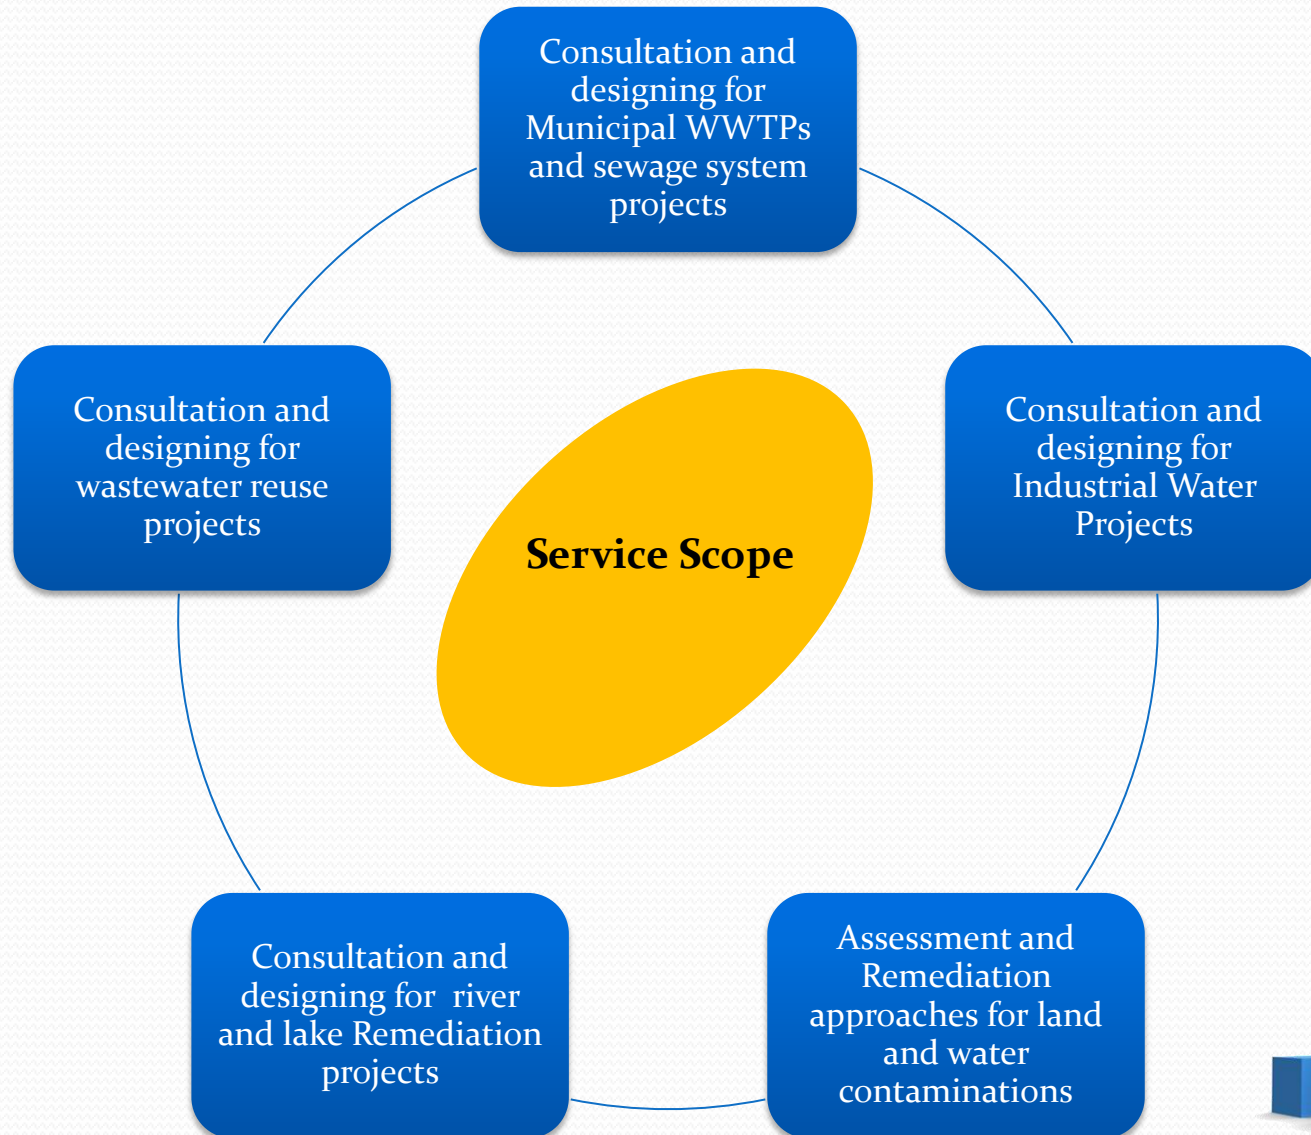 Consultation and
designing for
Municipal WWTPs
and sewage system
projects
Consultation and
designing for
wastewater reuse
projects
Consultation and
designing for
Industrial Water
Projects
Service Scope
Consultation and
designing for  river
and lake Remediation
projects
Assessment and
Remediation
approaches for land
and water
contaminations